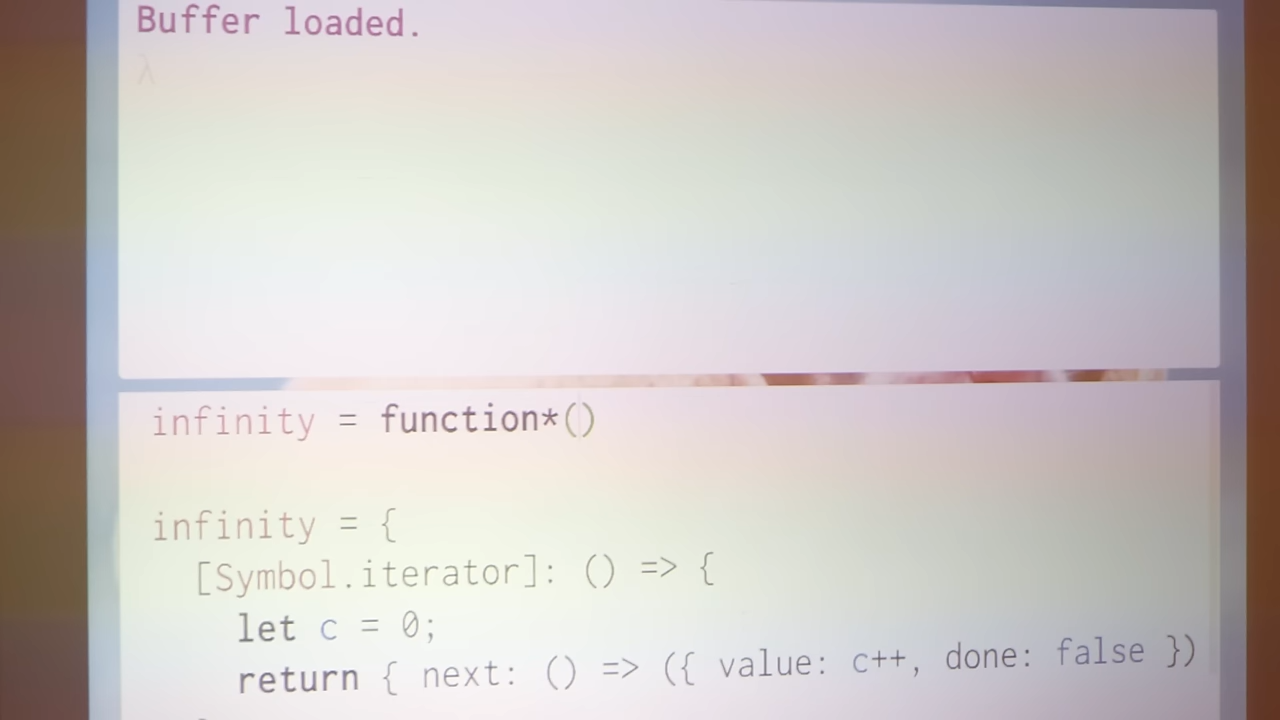 Buffer loaded.
λ
infinity = function*()
infinity = {
[Symbol.iterator]: () => {
let c = 0;
return { next: () => ({ value: c++, done: false })